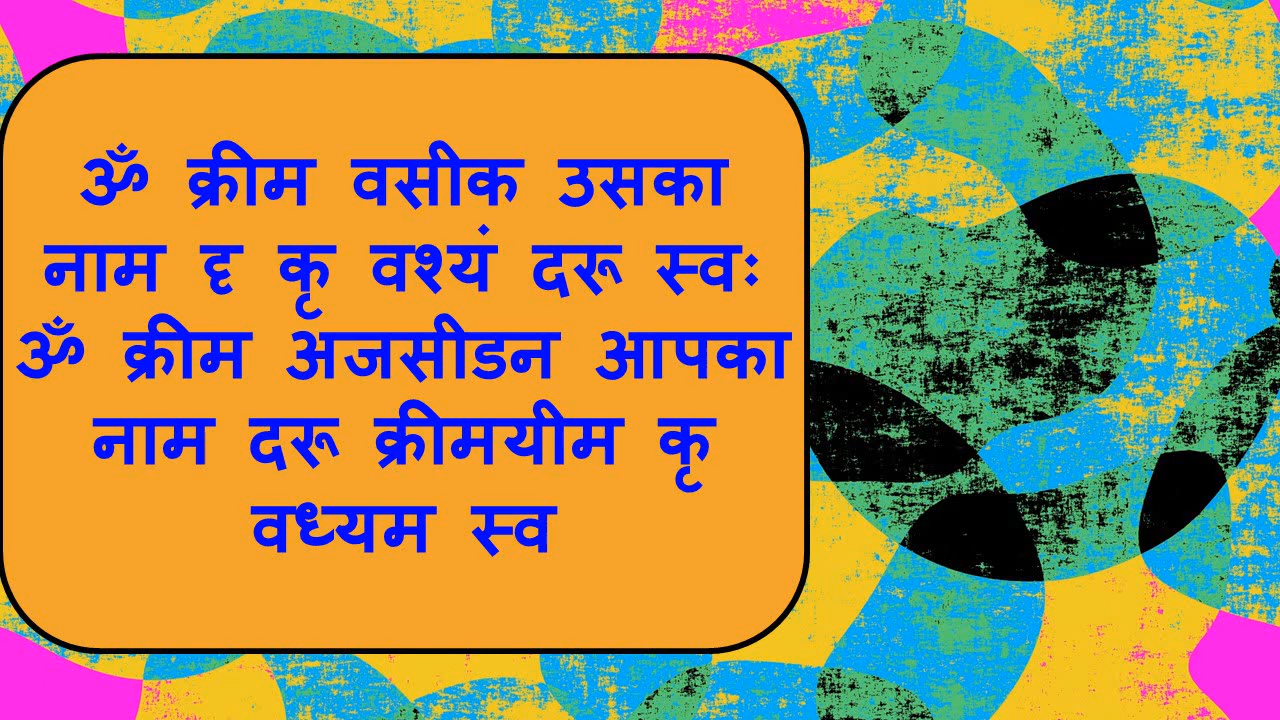 ॐ क्रीम वसीक उसका
नाम दृ कृ वश्यं दरू स्वः
ॐ क्रीम अजसीडन आपका
नाम दरू क्रीमयीम कृ
वध्यम स्व